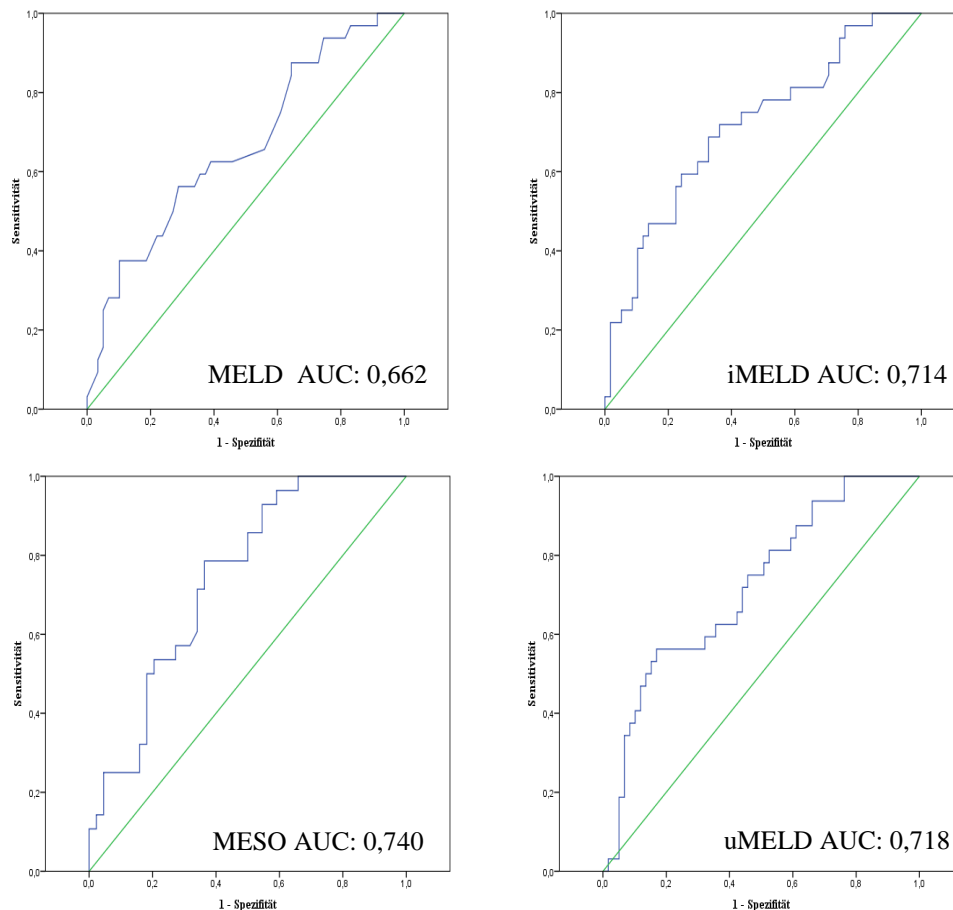 1,0
0,8
0,6
0,4
0,2
0,0
Sensitivität
MELD AUC: 0,662
0,0 0,2 0,4 0,6 0,8 1,0
1 - Spezifität
1,0
0,8
0,6
0,4
0,2
0,0
Sensitivität
iMELD AUC: 0,714
0,0 0,2 0,4 0,6 0,8 1,0
1 - Spezifität
1,0
0,8
0,6
0,4
0,2
0,0
Sensitivität
MESO AUC: 0,740
0,0 0,2 0,4 0,6 0,8 1,0
1 - Spezifität
1,0
0,8
0,6
0,4
0,2
0,0
Sensitivität
uMELD AUC: 0,718
0,0 0,2 0,4 0,6 0,8 1,0
1 - Spezifität